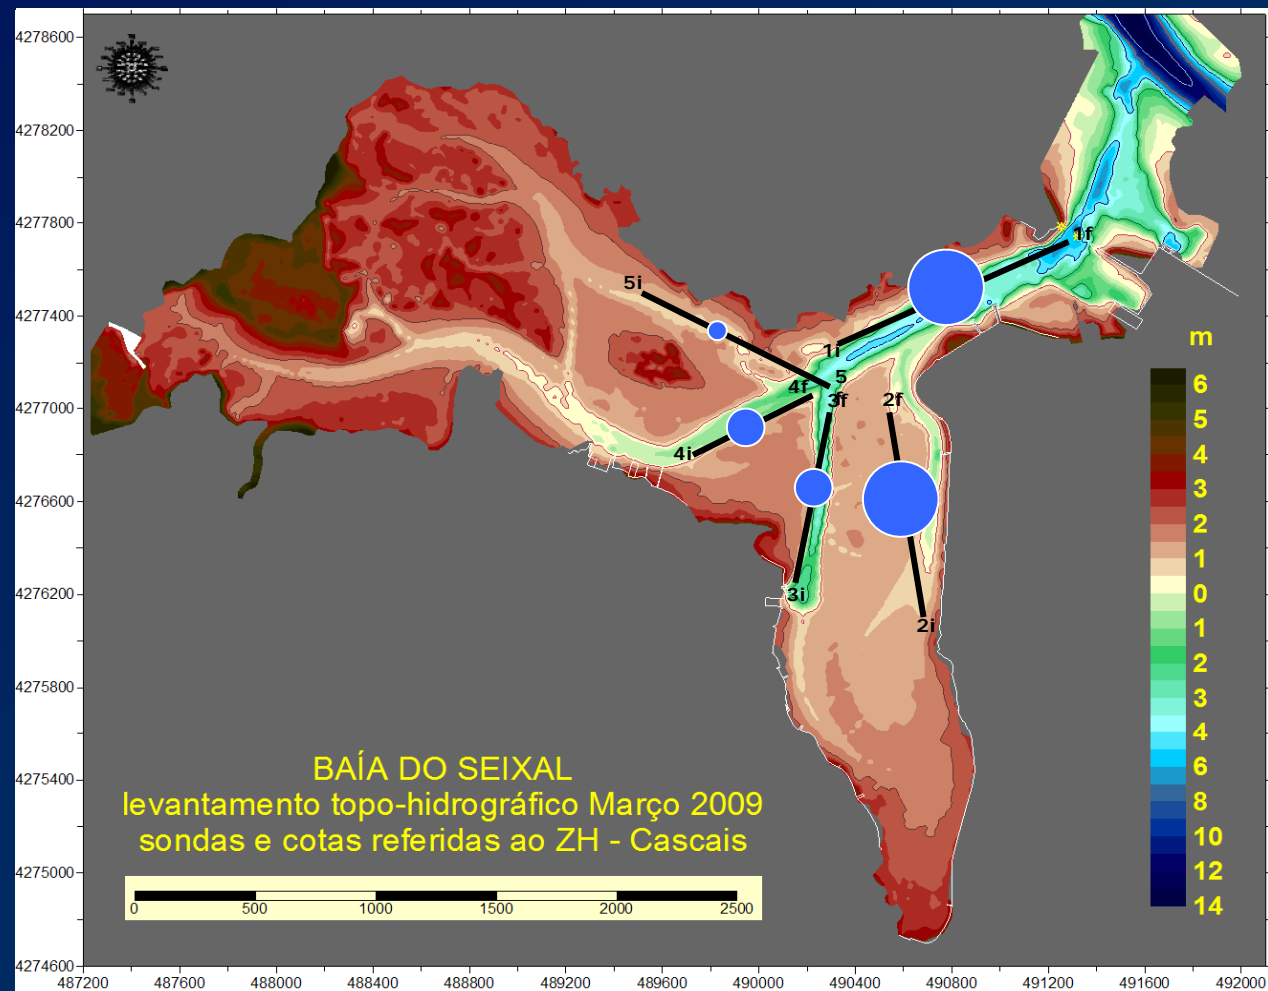 4278600
4278200
4277800
4277400
4277000
4276600
4276200
4275800
4275400
4275000
4274600
1f
5i
1i
5
4f
3f
2f
4i
3i
2i
m
6
5
4
3
2
1
0
1
2
3
4
6
8
10
12
14
BAÍA DO SEIXAL
levantamento topo-hidrográfico Março 2009
sondas e cotas referidas ao ZH - Cascais
0 500 1000 1500 2000 2500
487200 487600 488000 488400 488800 489200 489600 490000 490400 490800 491200 491600 492000